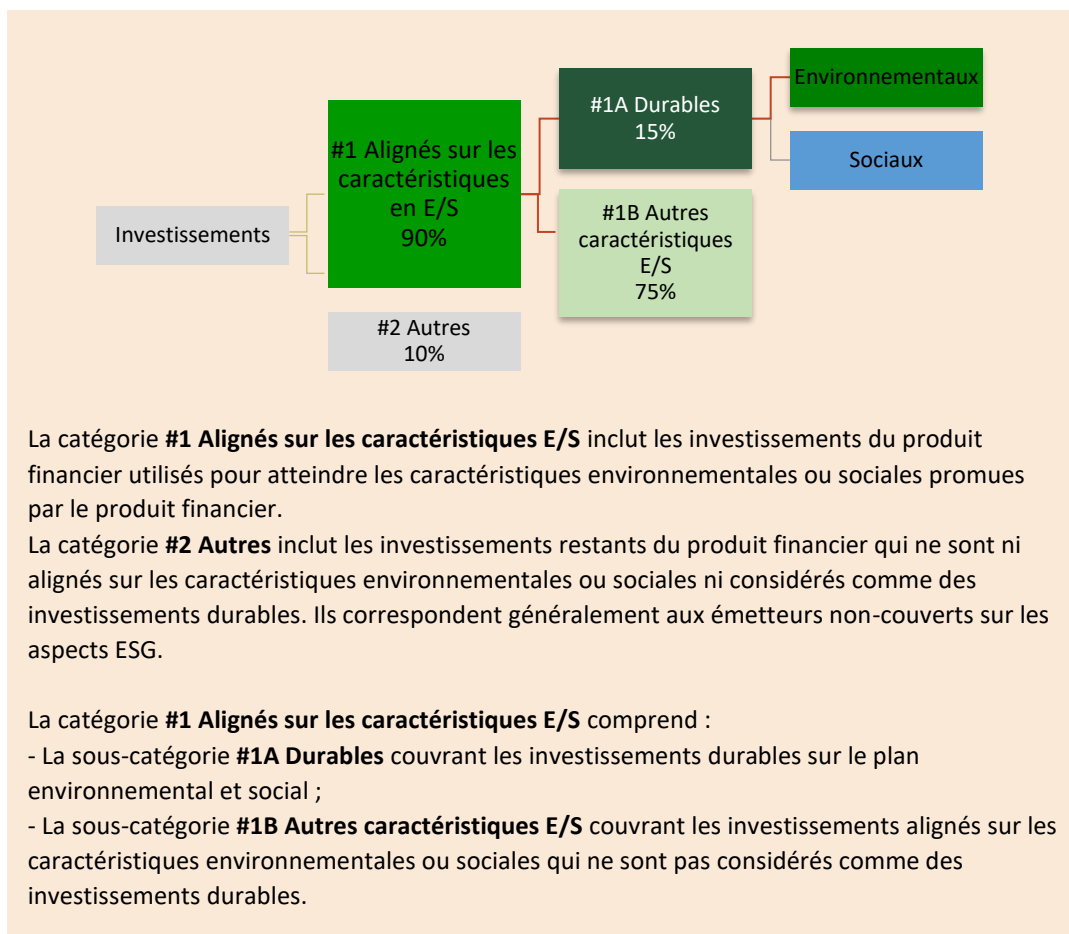 Investissements
#1 Alignés sur les
caractéristiques
en E/S
90%
#2 Autres
10%
#1A Durables
15%
#1B Autres
caractéristiques
E/S
75%
Environnementaux
Sociaux
La catégorie #1 Alignés sur les caractéristiques E/S inclut les investissements du produit
financier utilisés pour atteindre les caractéristiques environnementales ou sociales promues
par le produit financier.
La catégorie #2 Autres inclut les investissements restants du produit financier qui ne sont ni
alignés sur les caractéristiques environnementales ou sociales ni considérés comme des
investissements durables. Ils correspondent généralement aux émetteurs non-couverts sur les
aspects ESG.
La catégorie #1 Alignés sur les caractéristiques E/S comprend :
- La sous-catégorie #1A Durables couvrant les investissements durables sur le plan
environnemental et social ;
- La sous-catégorie #1B Autres caractéristiques E/S couvrant les investissements alignés sur les
caractéristiques environnementales ou sociales qui ne sont pas considérés comme des
investissements durables.